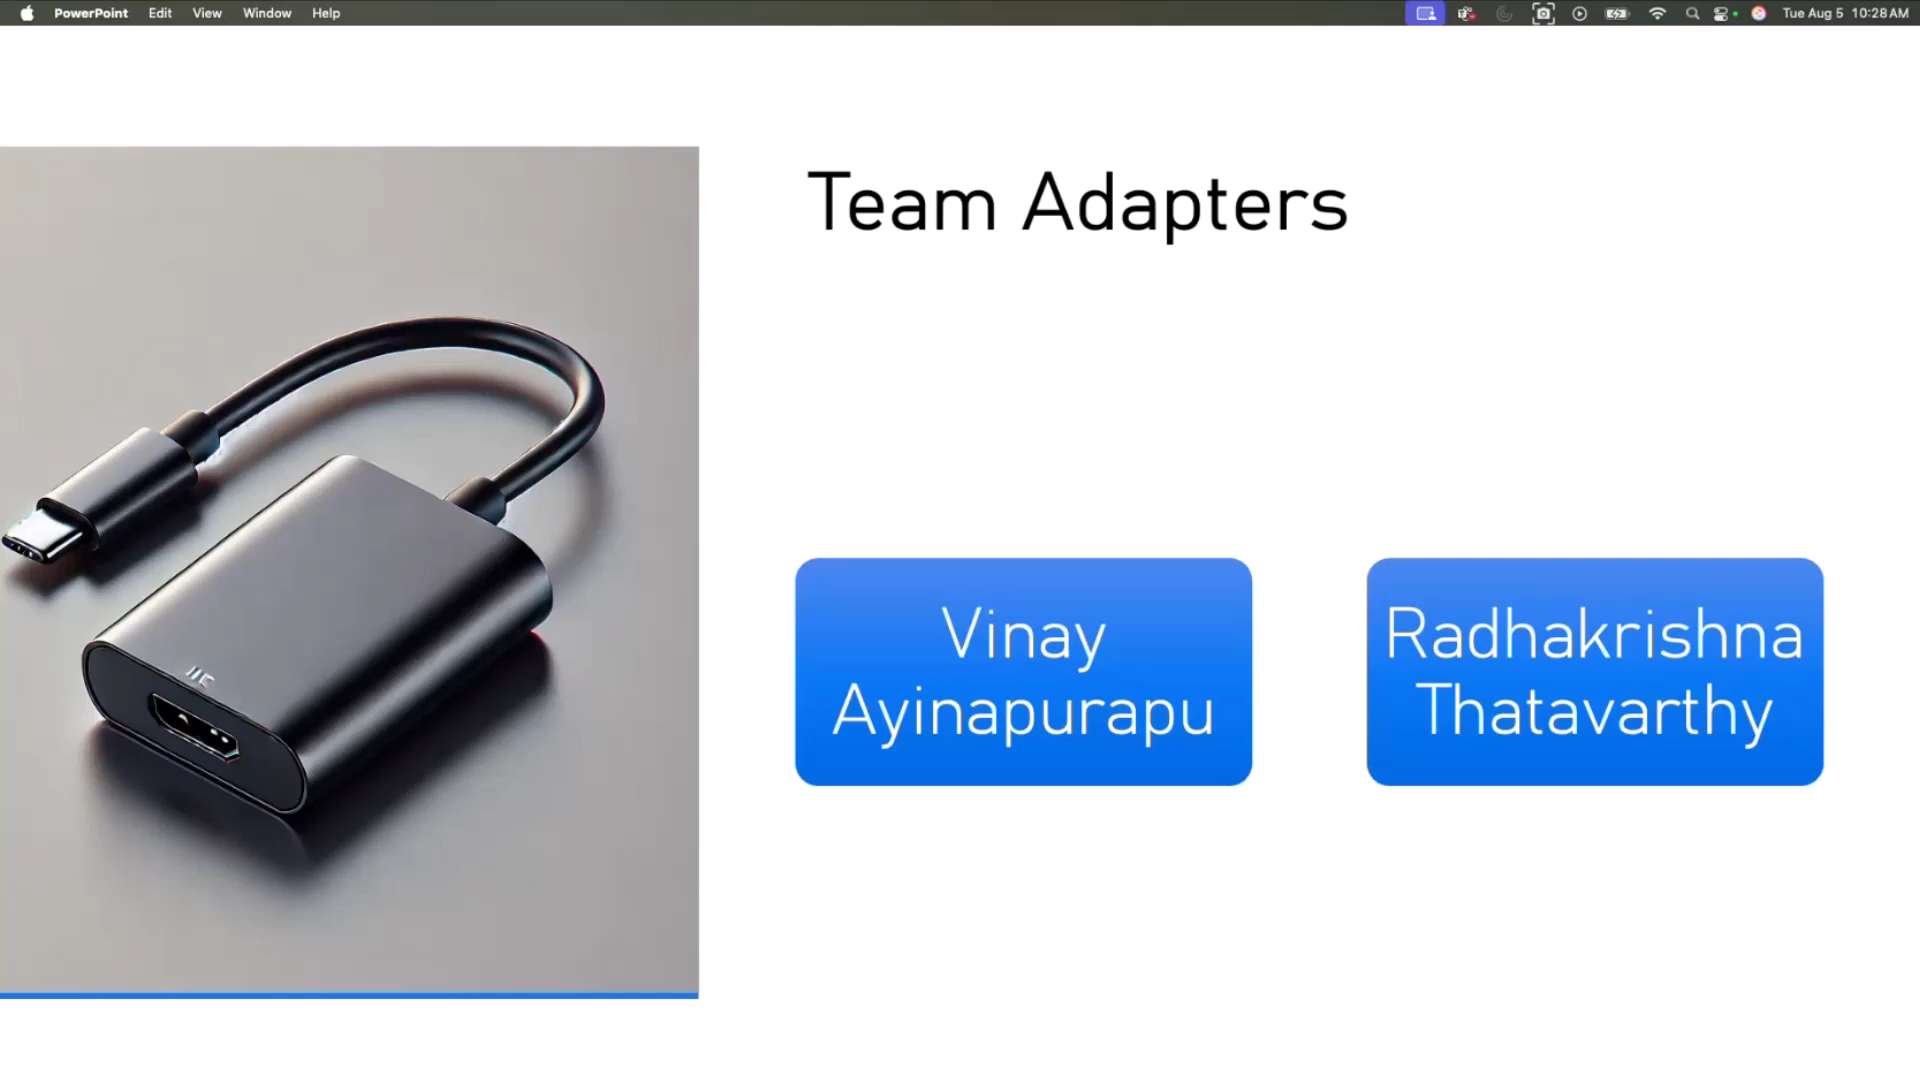 PowerPoint Edit View Window Help Tue Aug 5 10:28 AM
Team Adapters
Vinay
Ayinapurapu
Radhakrishna
Thatavarthy